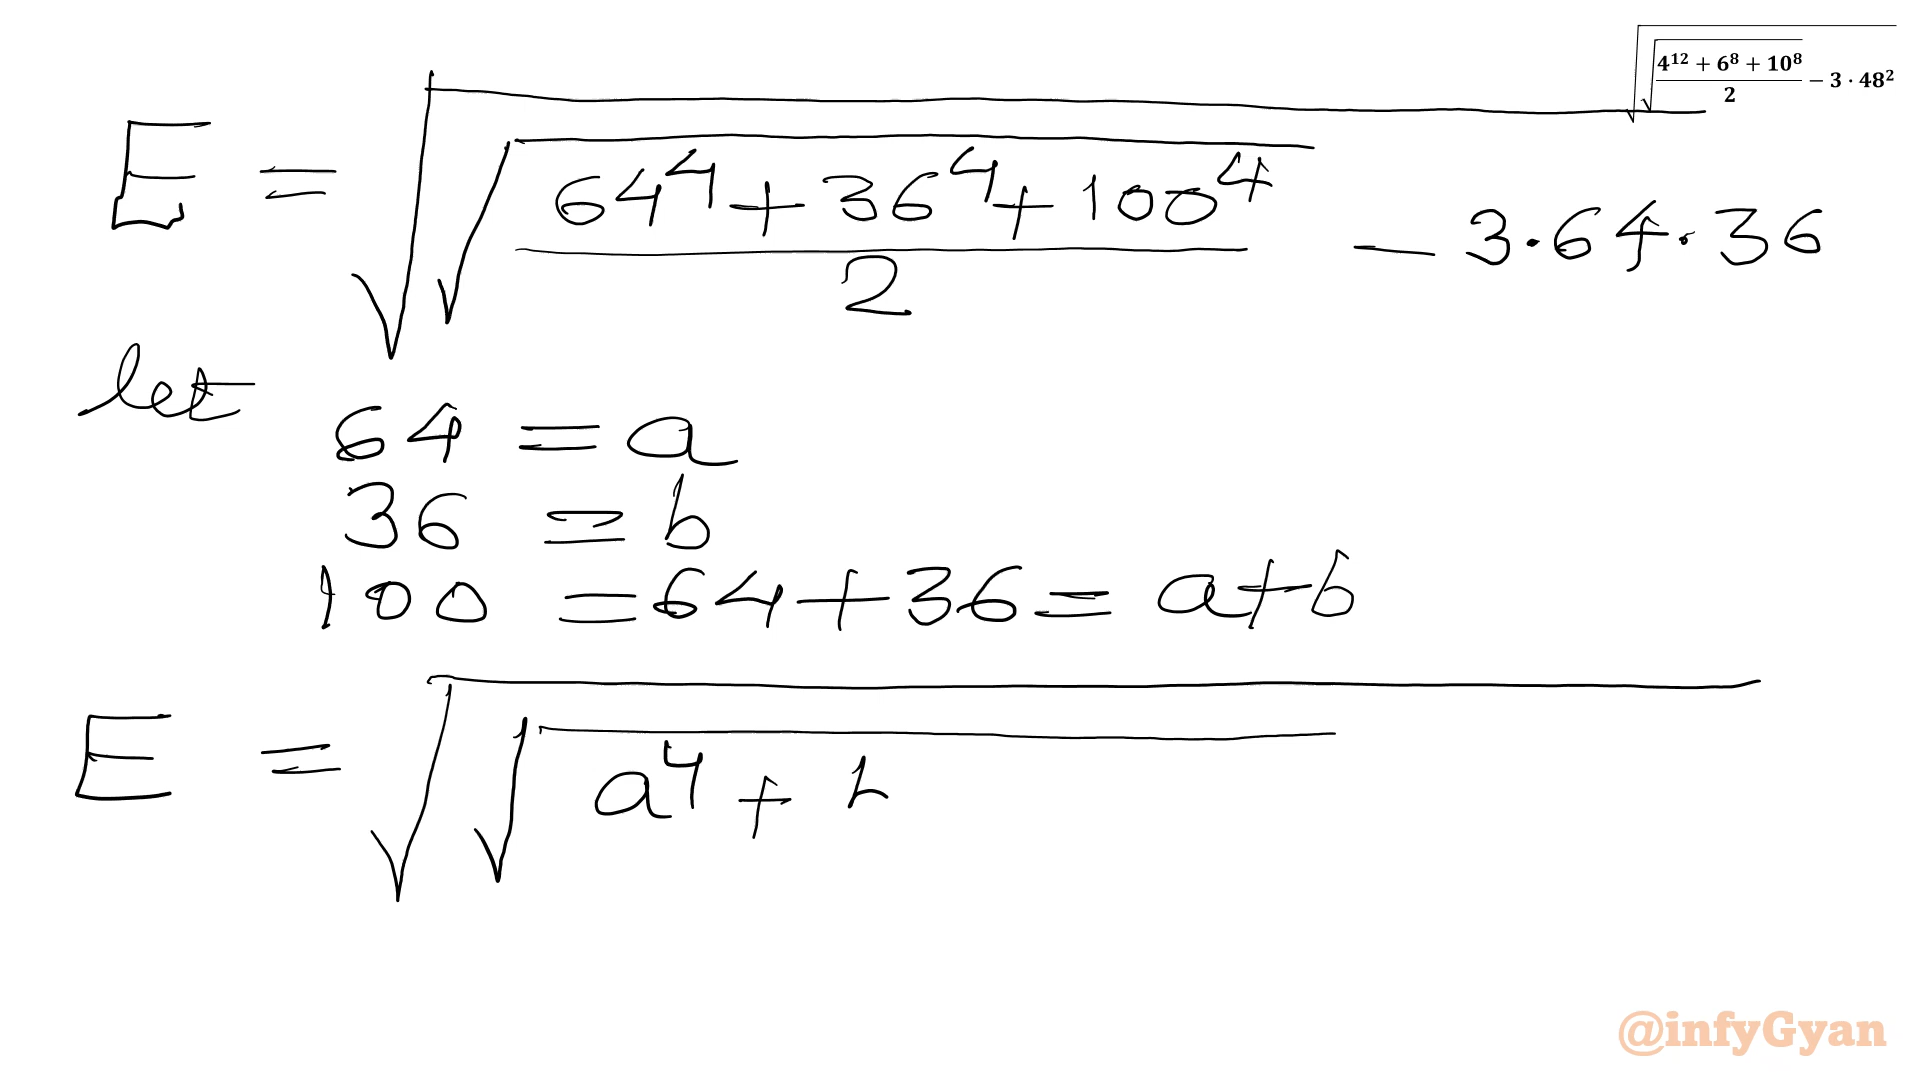 √(√((4¹² + 6⁸ + 10⁸)/2) − 3 · 48²)
E = √(√((64⁴ + 36⁴ + 100⁴)/2) − 3·64·36)
let
64 = a
36 = b
100 = 64 + 36 = a + b
E = √(√(a⁴ +
@infyGyan